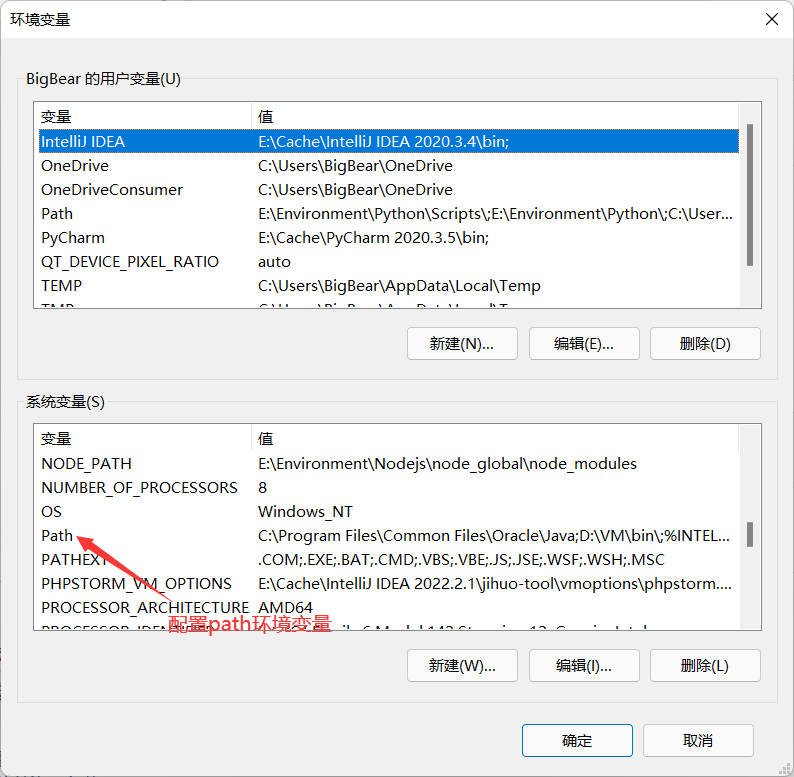 环境变量
BigBear 的用户变量(U)
变量 值
IntelliJ IDEA E:\Cache\IntelliJ IDEA 2020.3.4\bin;
OneDrive C:\Users\BigBear\OneDrive
OneDriveConsumer C:\Users\BigBear\OneDrive
Path E:\Environment\Python\Scripts\;E:\Environment\Python\;C:\User...
PyCharm E:\Cache\PyCharm 2020.3.5\bin;
QT_DEVICE_PIXEL_RATIO auto
TEMP C:\Users\BigBear\AppData\Local\Temp
新建(N)... 编辑(E)... 删除(D)
系统变量(S)
变量 值
NODE_PATH E:\Environment\Nodejs\node_global\node_modules
NUMBER_OF_PROCESSORS 8
OS Windows_NT
Path C:\Program Files\Common Files\Oracle\Java;D:\VM\bin\;%INTEL...
PATHEXT .COM;.EXE;.BAT;.CMD;.VBS;.VBE;.JS;.JSE;.WSF;.WSH;.MSC
PHPSTORM_VM_OPTIONS E:\Cache\IntelliJ IDEA 2022.2.1\jihuo-tool\vmoptions\phpstorm....
PROCESSOR_ARCHITECTURE AMD64
配置path环境变量
新建(W)... 编辑(I)... 删除(L)
确定 取消